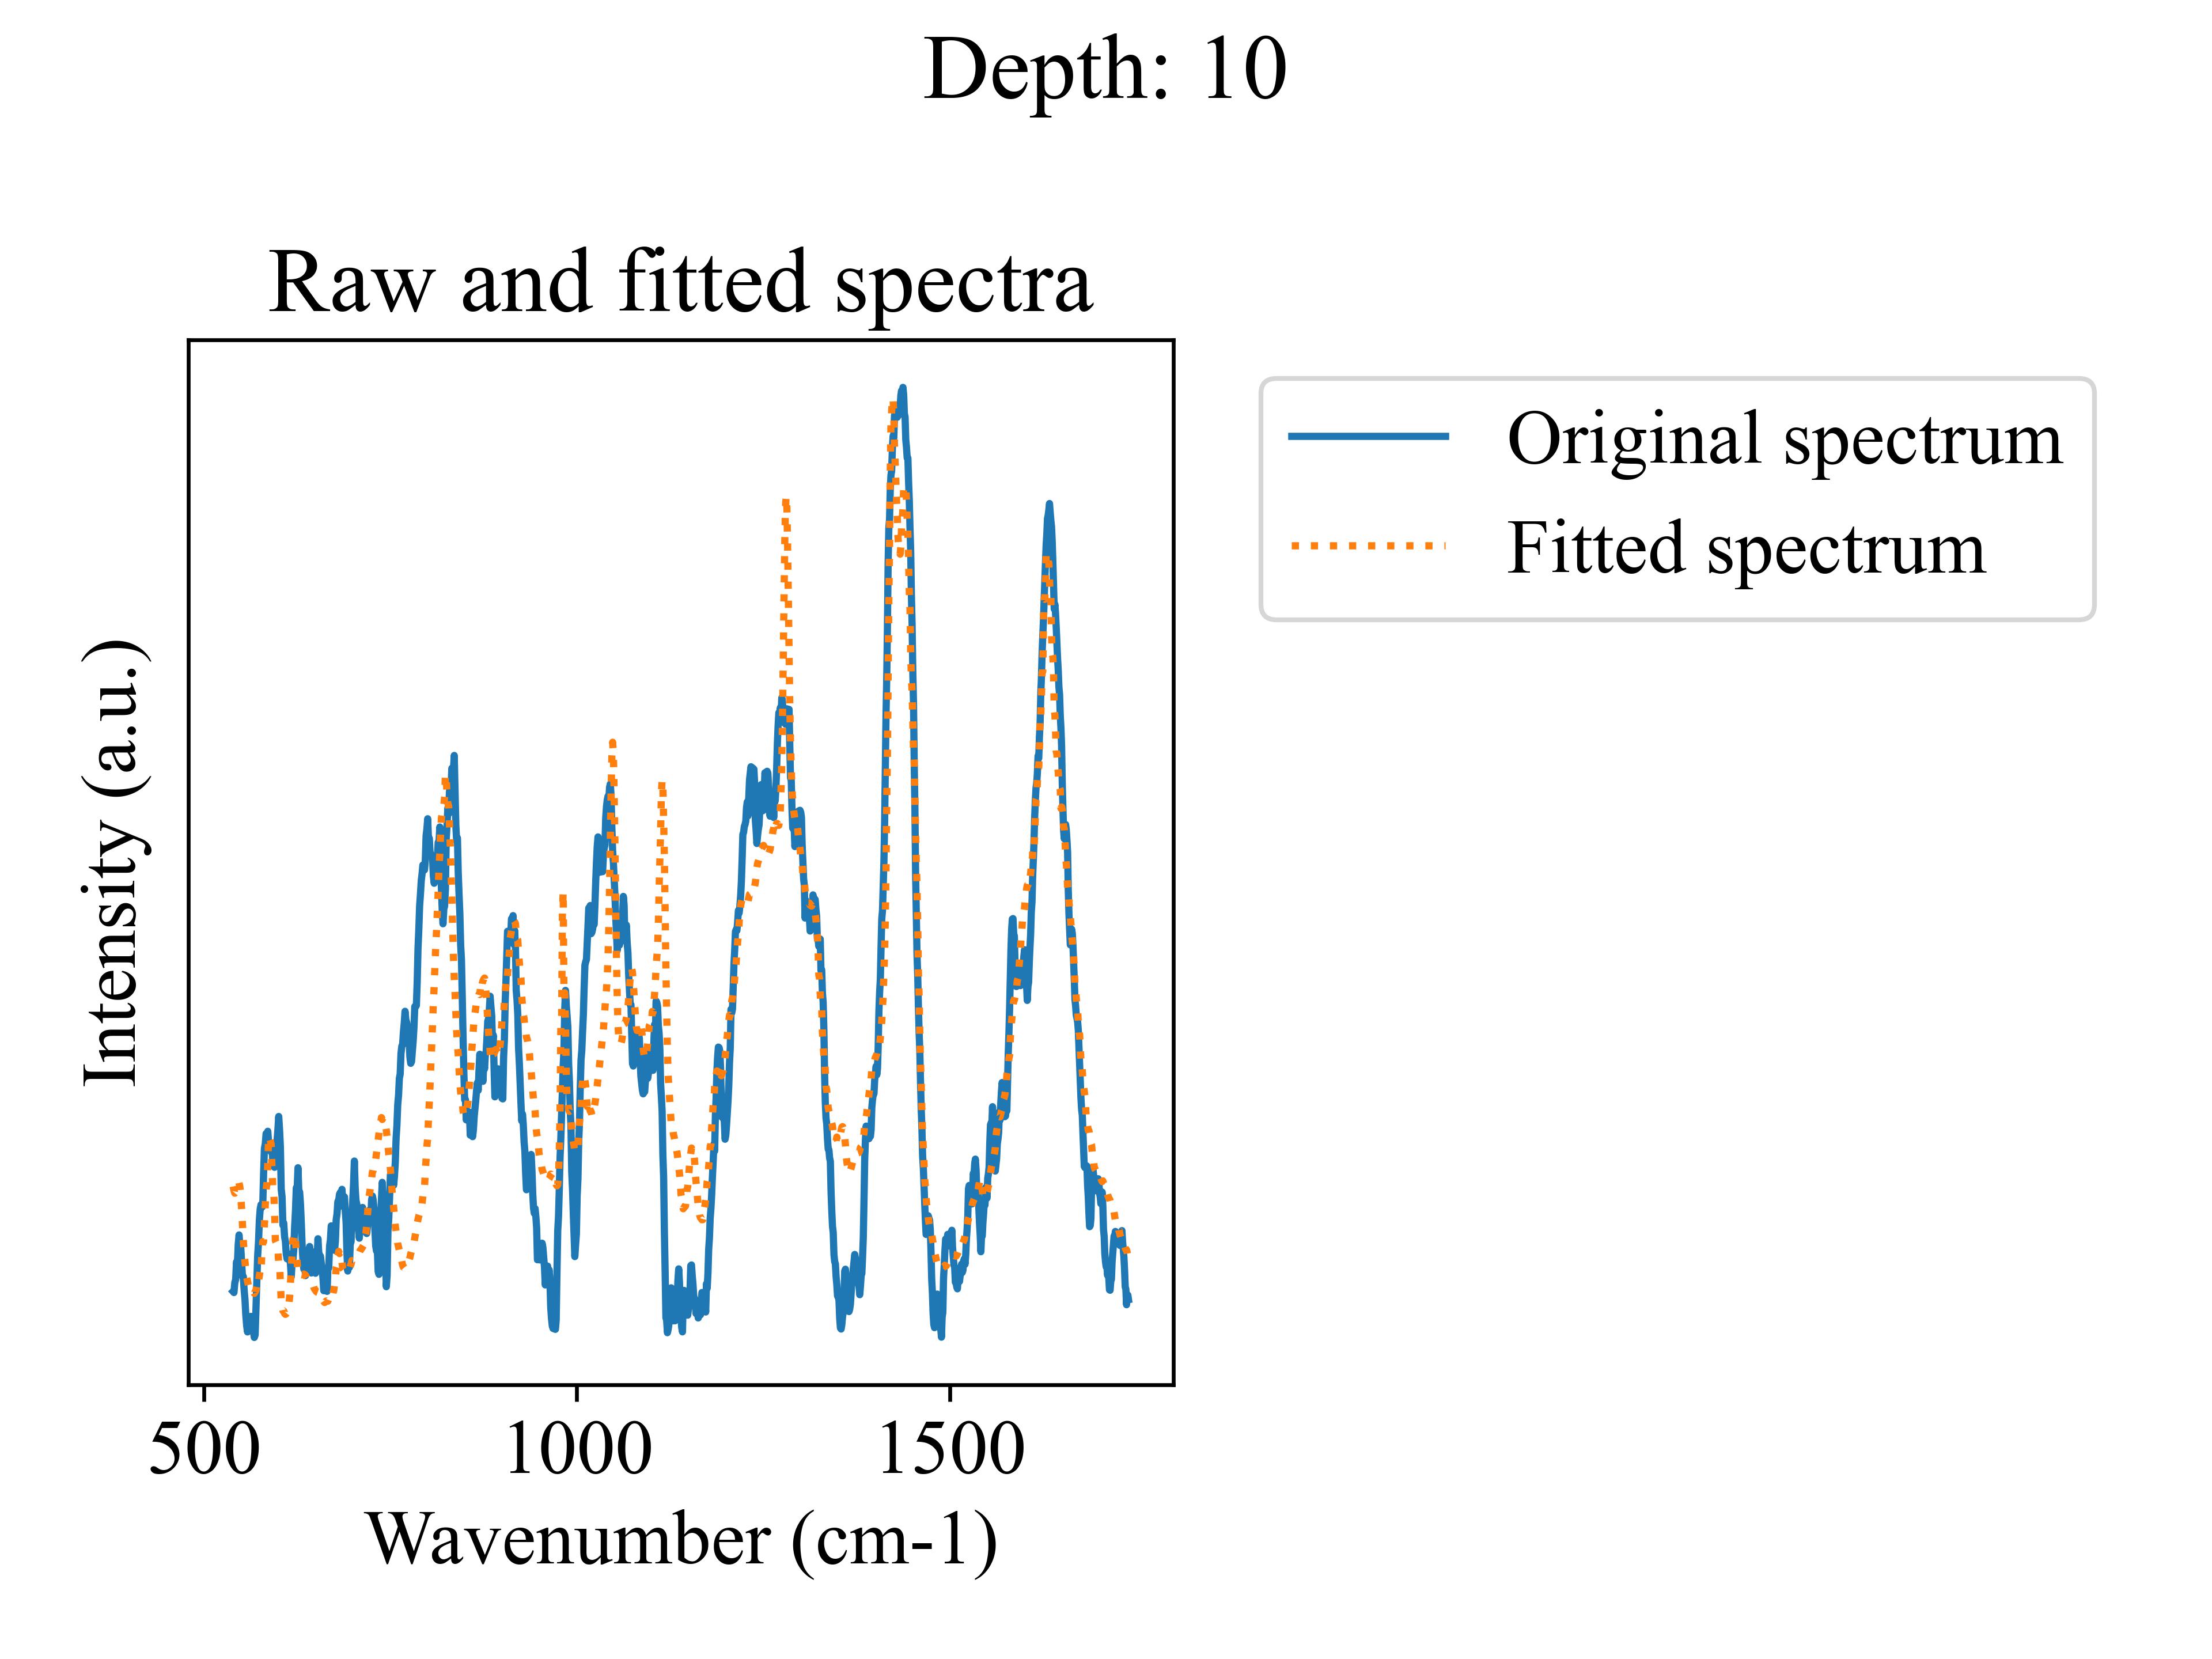 Depth: 10
Raw and fitted spectra
Original spectrum
Fitted spectrum
Intensity (a.u.)
500 1000 1500
Wavenumber (cm-1)